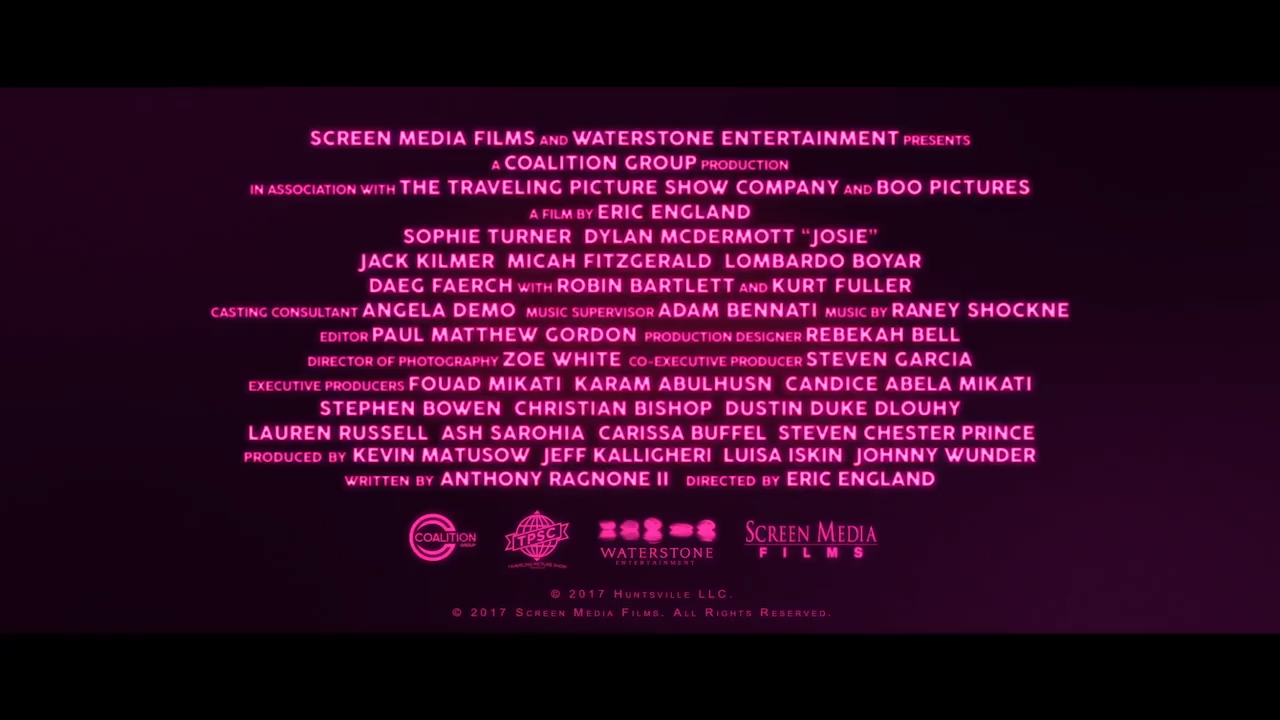 SCREEN MEDIA FILMS AND WATERSTONE ENTERTAINMENT PRESENTS
A COALITION GROUP PRODUCTION
IN ASSOCIATION WITH THE TRAVELING PICTURE SHOW COMPANY AND BOO PICTURES
A FILM BY ERIC ENGLAND
SOPHIE TURNER DYLAN MCDERMOTT “JOSIE”
JACK KILMER MICAH FITZGERALD LOMBARDO BOYAR
DAEG FAERCH WITH ROBIN BARTLETT AND KURT FULLER
CASTING CONSULTANT ANGELA DEMO MUSIC SUPERVISOR ADAM BENNATI MUSIC BY RANEY SHOCKNE
EDITOR PAUL MATTHEW GORDON PRODUCTION DESIGNER REBEKAH BELL
DIRECTOR OF PHOTOGRAPHY ZOE WHITE CO-EXECUTIVE PRODUCER STEVEN GARCIA
EXECUTIVE PRODUCERS FOUAD MIKATI KARAM ABULHUSN CANDICE ABELA MIKATI
STEPHEN BOWEN CHRISTIAN BISHOP DUSTIN DUKE DLOUHY
LAUREN RUSSELL ASH SAROHIA CARISSA BUFFEL STEVEN CHESTER PRINCE
PRODUCED BY KEVIN MATUSOW JEFF KALLIGHERI LUISA ISKIN JOHNNY WUNDER
WRITTEN BY ANTHONY RAGNONE II DIRECTED BY ERIC ENGLAND
COALITION
GROUP
TPSC
WATERSTONE
ENTERTAINMENT
SCREEN MEDIA
FILMS
© 2017 HUNTSVILLE LLC.
© 2017 SCREEN MEDIA FILMS. ALL RIGHTS RESERVED.